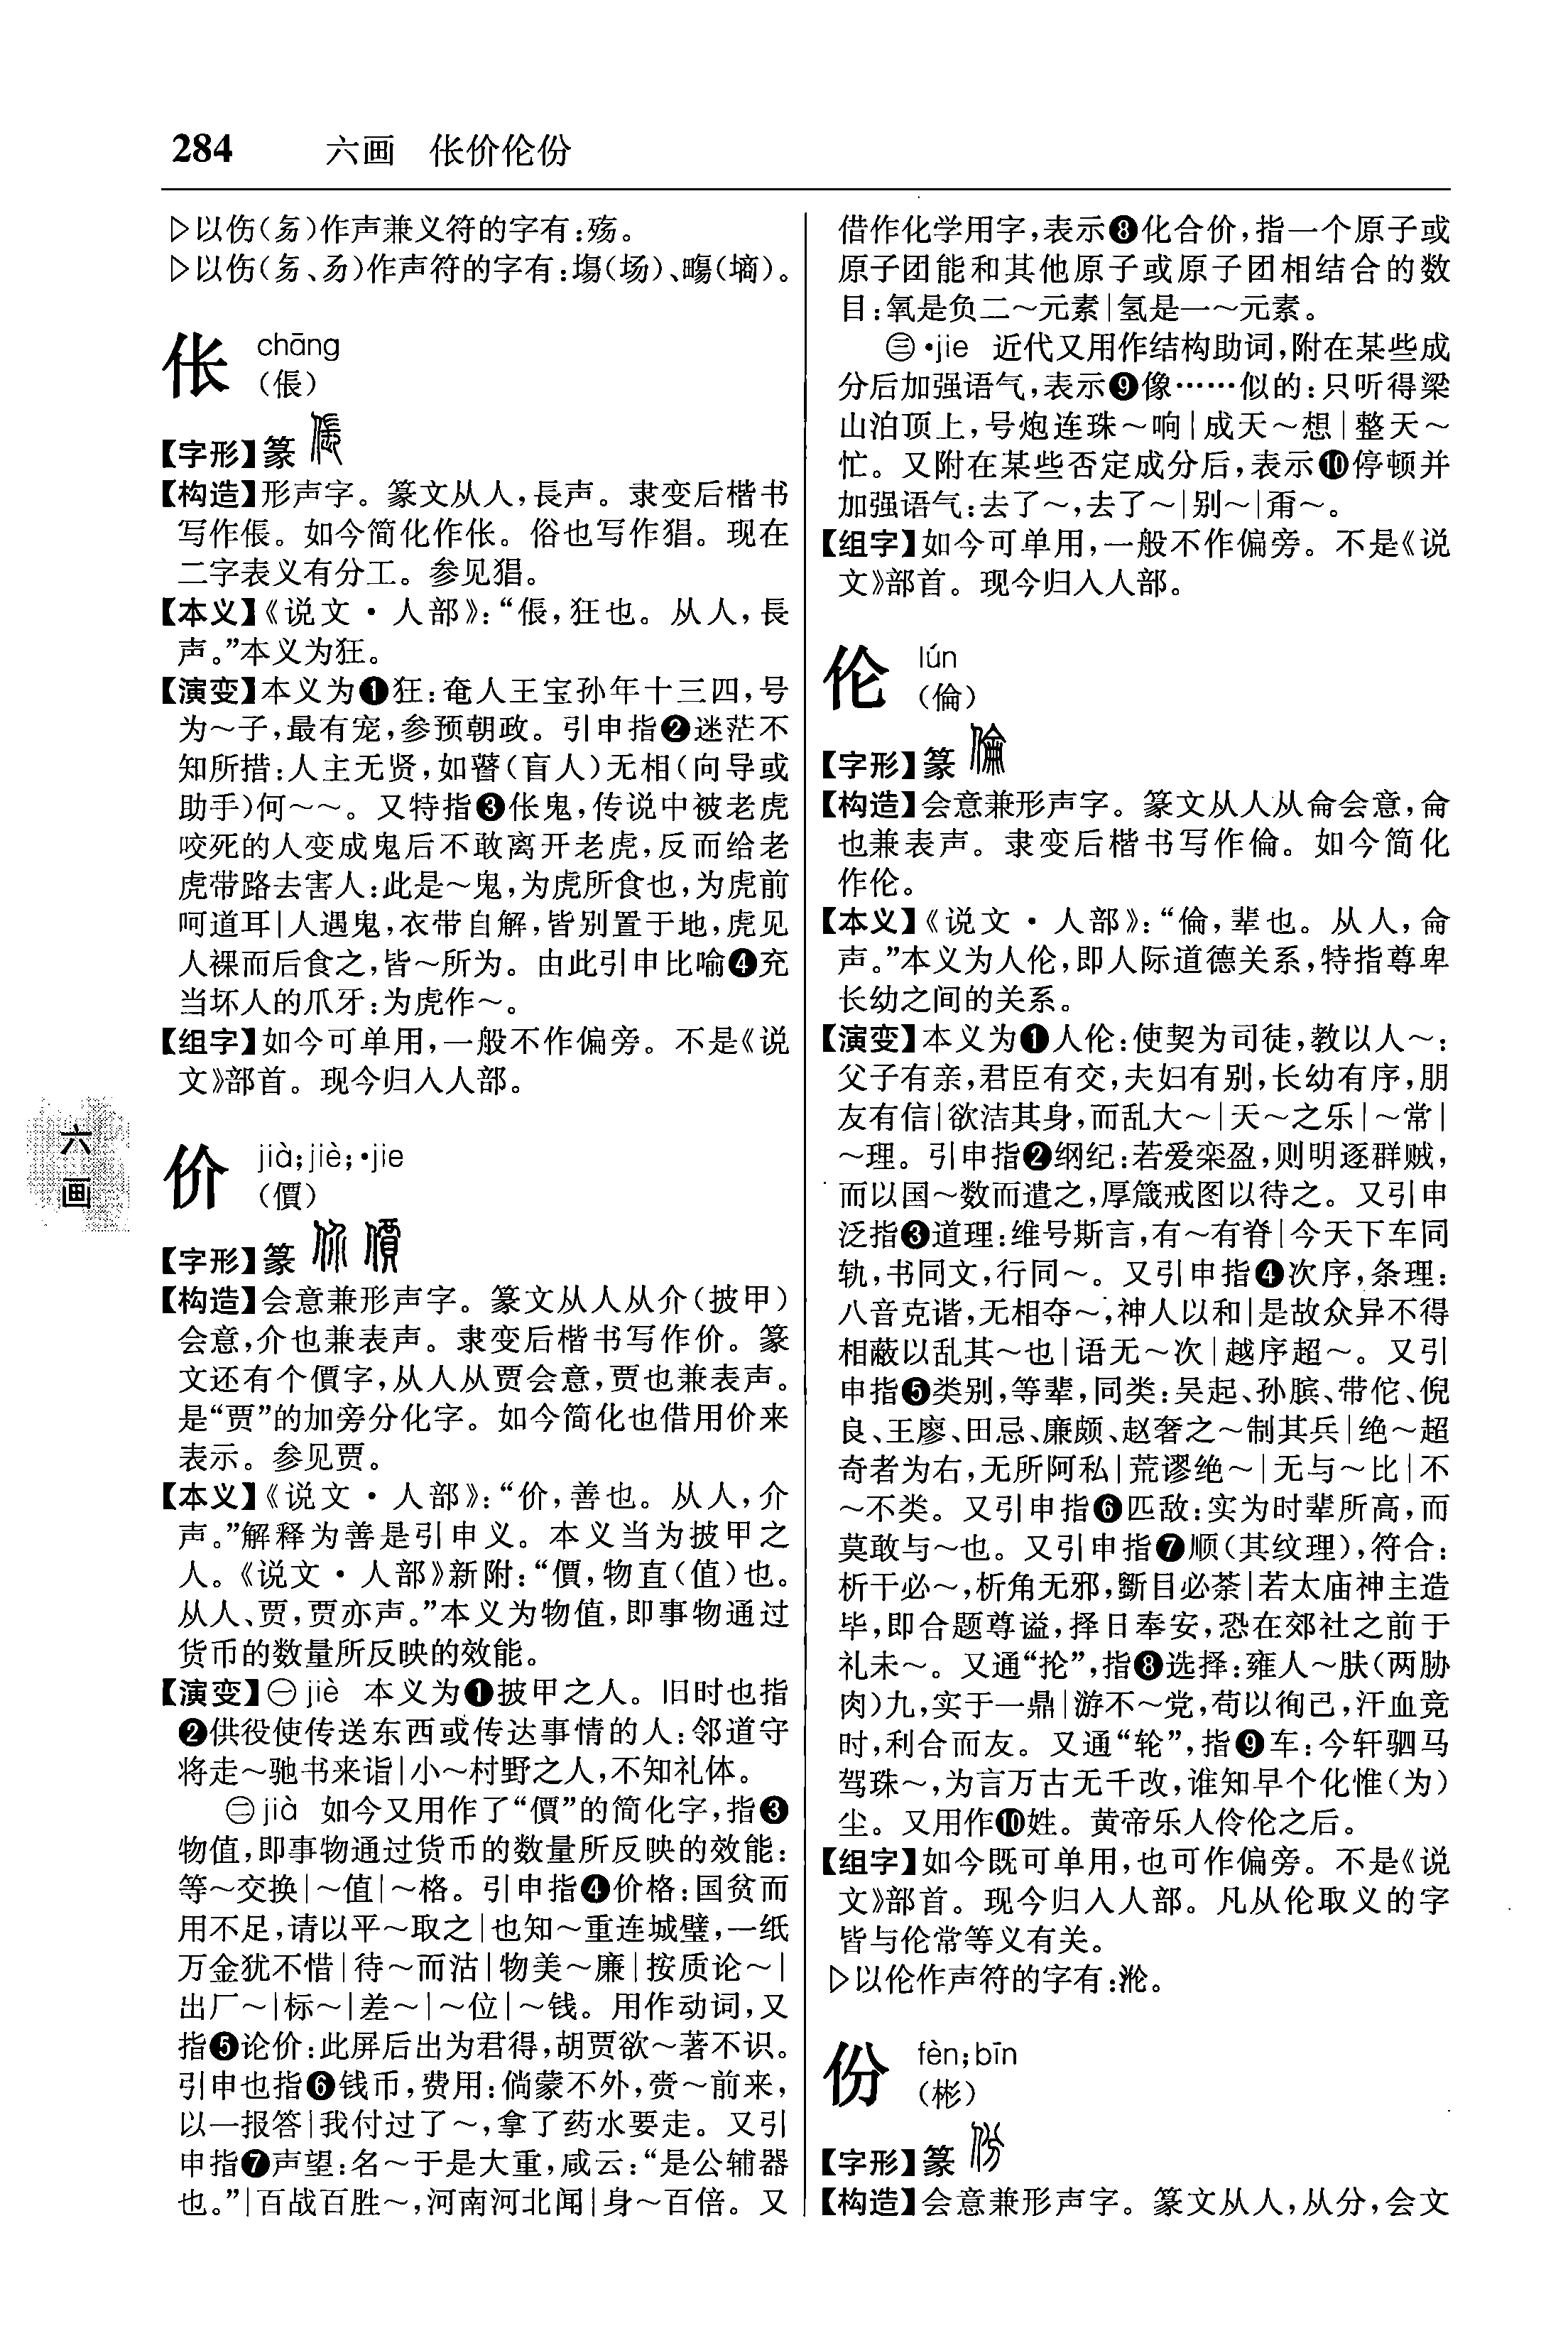 284 六画 伥价伦份
▷以伤(𥏻)作声兼义符的字有:殇。
▷以伤(𥏻、昜)作声符的字有:塲(场)、暘(墒)。
伥 chāng
(倀)
【字形】篆
【构造】形声字。篆文从人,長声。隶变后楷书
写作倀。如今简化作伥。俗也写作猖。现在
二字表义有分工。参见猖。
【本义】《说文·人部》:“倀,狂也。从人,長
声。”本义为狂。
【演变】本义为❶狂:奄人王宝孙年十三四,号
为～子,最有宠,参预朝政。引申指❷迷茫不
知所措:人主无贤,如瞽(盲人)无相(向导或
助手)何～～。又特指❸伥鬼,传说中被老虎
咬死的人变成鬼后不敢离开老虎,反而给老
虎带路去害人:此是～鬼,为虎所食也,为虎前
呵道耳|人遇鬼,衣带自解,皆别置于地,虎见
人裸而后食之,皆～所为。由此引申比喻❹充
当坏人的爪牙:为虎作～。
【组字】如今可单用,一般不作偏旁。不是《说
文》部首。现今归入人部。
六画
价 jià;jiè;·jie
(價)
【字形】篆
【构造】会意兼形声字。篆文从人从介(披甲)
会意,介也兼表声。隶变后楷书写作价。篆
文还有个價字,从人从贾会意,贾也兼表声。
是“贾”的加旁分化字。如今简化也借用价来
表示。参见贾。
【本义】《说文·人部》:“价,善也。从人,介
声。”解释为善是引申义。本义当为披甲之
人。《说文·人部》新附:“價,物直(值)也。
从人、贾,贾亦声。”本义为物值,即事物通过
货币的数量所反映的效能。
【演变】㊀jiè 本义为❶披甲之人。旧时也指
❷供役使传送东西或传达事情的人:邻道守
将走～驰书来诣|小～村野之人,不知礼体。
㊁jià 如今又用作了“價”的简化字,指❸
物值,即事物通过货币的数量所反映的效能:
等～交换|～值|～格。引申指❹价格:国贫而
用不足,请以平～取之|也知～重连城璧,一纸
万金犹不惜|待～而沽|物美～廉|按质论～|
出厂～|标～|差～|～位|～钱。用作动词,又
指❺论价:此屏后出为君得,胡贾欲～著不识。
引申也指❻钱币,费用:倘蒙不外,赍～前来,
以一报答|我付过了～,拿了药水要走。又引
申指❼声望:名～于是大重,咸云:“是公辅器
也。”|百战百胜～,河南河北闻|身～百倍。又
借作化学用字,表示❽化合价,指一个原子或
原子团能和其他原子或原子团相结合的数
目:氧是负二～元素|氢是一～元素。
㊂·jie 近代又用作结构助词,附在某些成
分后加强语气,表示❾像……似的:只听得梁
山泊顶上,号炮连珠～响|成天～想|整天～
忙。又附在某些否定成分后,表示❿停顿并
加强语气:去了～,去了～|别～|甭～。
【组字】如今可单用,一般不作偏旁。不是《说
文》部首。现今归入人部。
伦 lún
(倫)
【字形】篆
【构造】会意兼形声字。篆文从人从侖会意,侖
也兼表声。隶变后楷书写作倫。如今简化
作伦。
【本义】《说文·人部》:“倫,辈也。从人,侖
声。”本义为人伦,即人际道德关系,特指尊卑
长幼之间的关系。
【演变】本义为❶人伦:使契为司徒,教以人～:
父子有亲,君臣有交,夫妇有别,长幼有序,朋
友有信|欲洁其身,而乱大～|天～之乐|～常|
～理。引申指❷纲纪:若爱栾盈,则明逐群贼,
而以国～数而遣之,厚箴戒图以待之。又引申
泛指❸道理:维号斯言,有～有脊|今天下车同
轨,书同文,行同～。又引申指❹次序,条理:
八音克谐,无相夺～,神人以和|是故众异不得
相蔽以乱其～也|语无～次|越序超～。又引
申指❺类别,等辈,同类:吴起、孙膑、带佗、倪
良、王廖、田忌、廉颇、赵奢之～制其兵|绝～超
奇者为右,无所阿私|荒谬绝～|无与～比|不
～不类。又引申指❻匹敌:实为时辈所高,而
莫敢与～也。又引申指❼顺(其纹理),符合:
析干必～,析角无邪,斵目必荼|若太庙神主造
毕,即合题尊谥,择日奉安,恐在郊社之前于
礼未～。又通“抡”,指❽选择:雍人～肤(两胁
肉)九,实于一鼎|游不～党,苟以徇己,汗血竞
时,利合而友。又通“轮”,指❾车:今轩驷马
驾珠～,为言万古无千改,谁知早个化惟(为)
尘。又用作❿姓。黄帝乐人伶伦之后。
【组字】如今既可单用,也可作偏旁。不是《说
文》部首。现今归入人部。凡从伦取义的字
皆与伦常等义有关。
▷以伦作声符的字有:
份 fèn;bīn
(彬)
【字形】篆
【构造】会意兼形声字。篆文从人,从分,会文